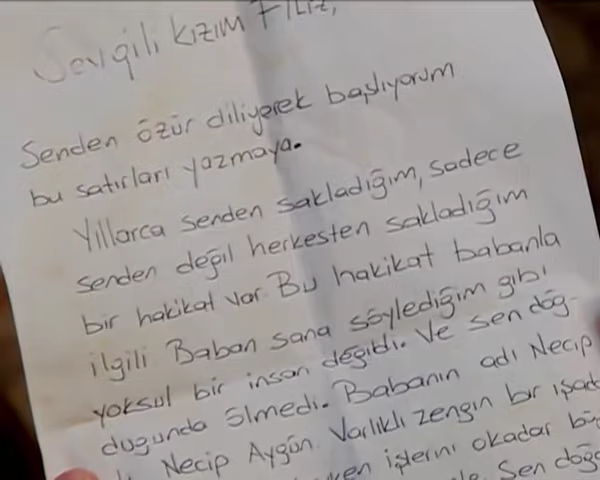 Sevgili kızım Filiz,
Senden özür diliyerek başlıyorum
bu satırları yazmaya.
Yıllarca senden sakladığım, sadece
senden değil herkesten sakladığım
bir hakikat var. Bu hakikat babanla
ilgili Baban sana söylediğim gibi
yoksul bir insan değildi. Ve sen doğ-
duğunda ölmedi. Babanın adı Necip
Necip Aygün. Varlıklı zengin bir
işlerini okadar
Sen